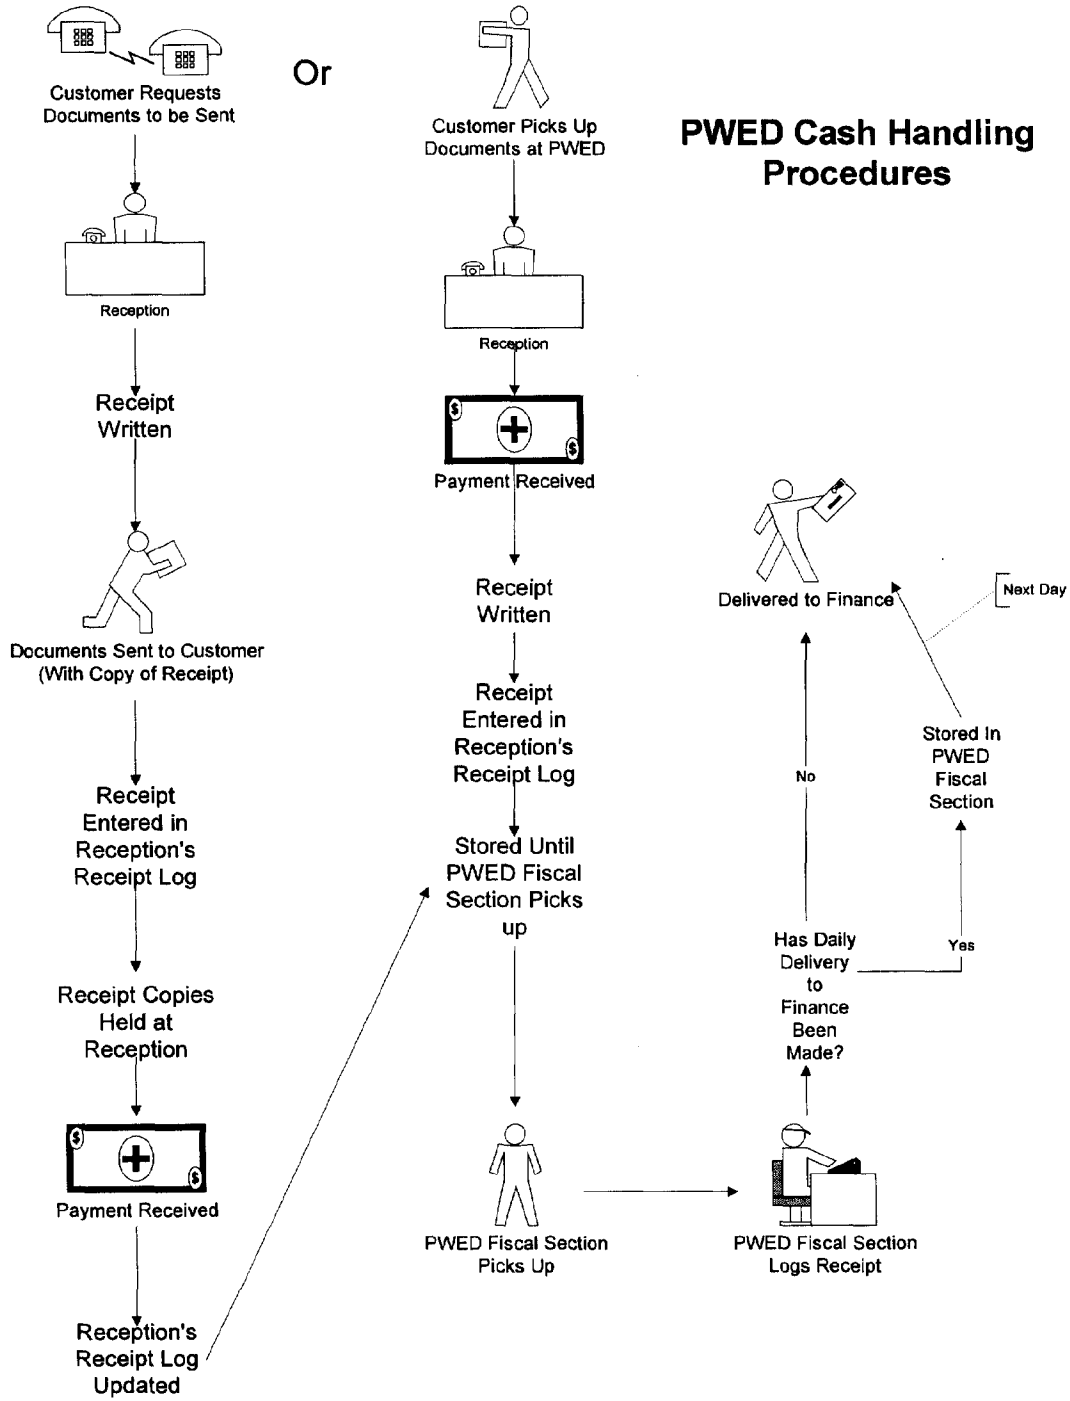 PWED Cash Handling
Procedures
Customer Requests
Documents to be Sent
Or
Customer Picks Up
Documents at PWED
Reception
Receipt
Written
Documents Sent to Customer
(With Copy of Receipt)
Receipt
Entered in
Reception's
Receipt Log
Receipt Copies
Held at
Reception
$
$
Payment Received
Reception's
Receipt Log
Updated
Reception
$
$
Payment Received
Receipt
Written
Receipt
Entered in
Reception's
Receipt Log
Stored Until
PWED Fiscal
Section Picks
up
PWED Fiscal Section
Picks Up
PWED Fiscal Section
Logs Receipt
Has Daily
Delivery
to
Finance
Been
Made?
No
Yes
Stored In
PWED
Fiscal
Section
Next Day
Delivered to Finance